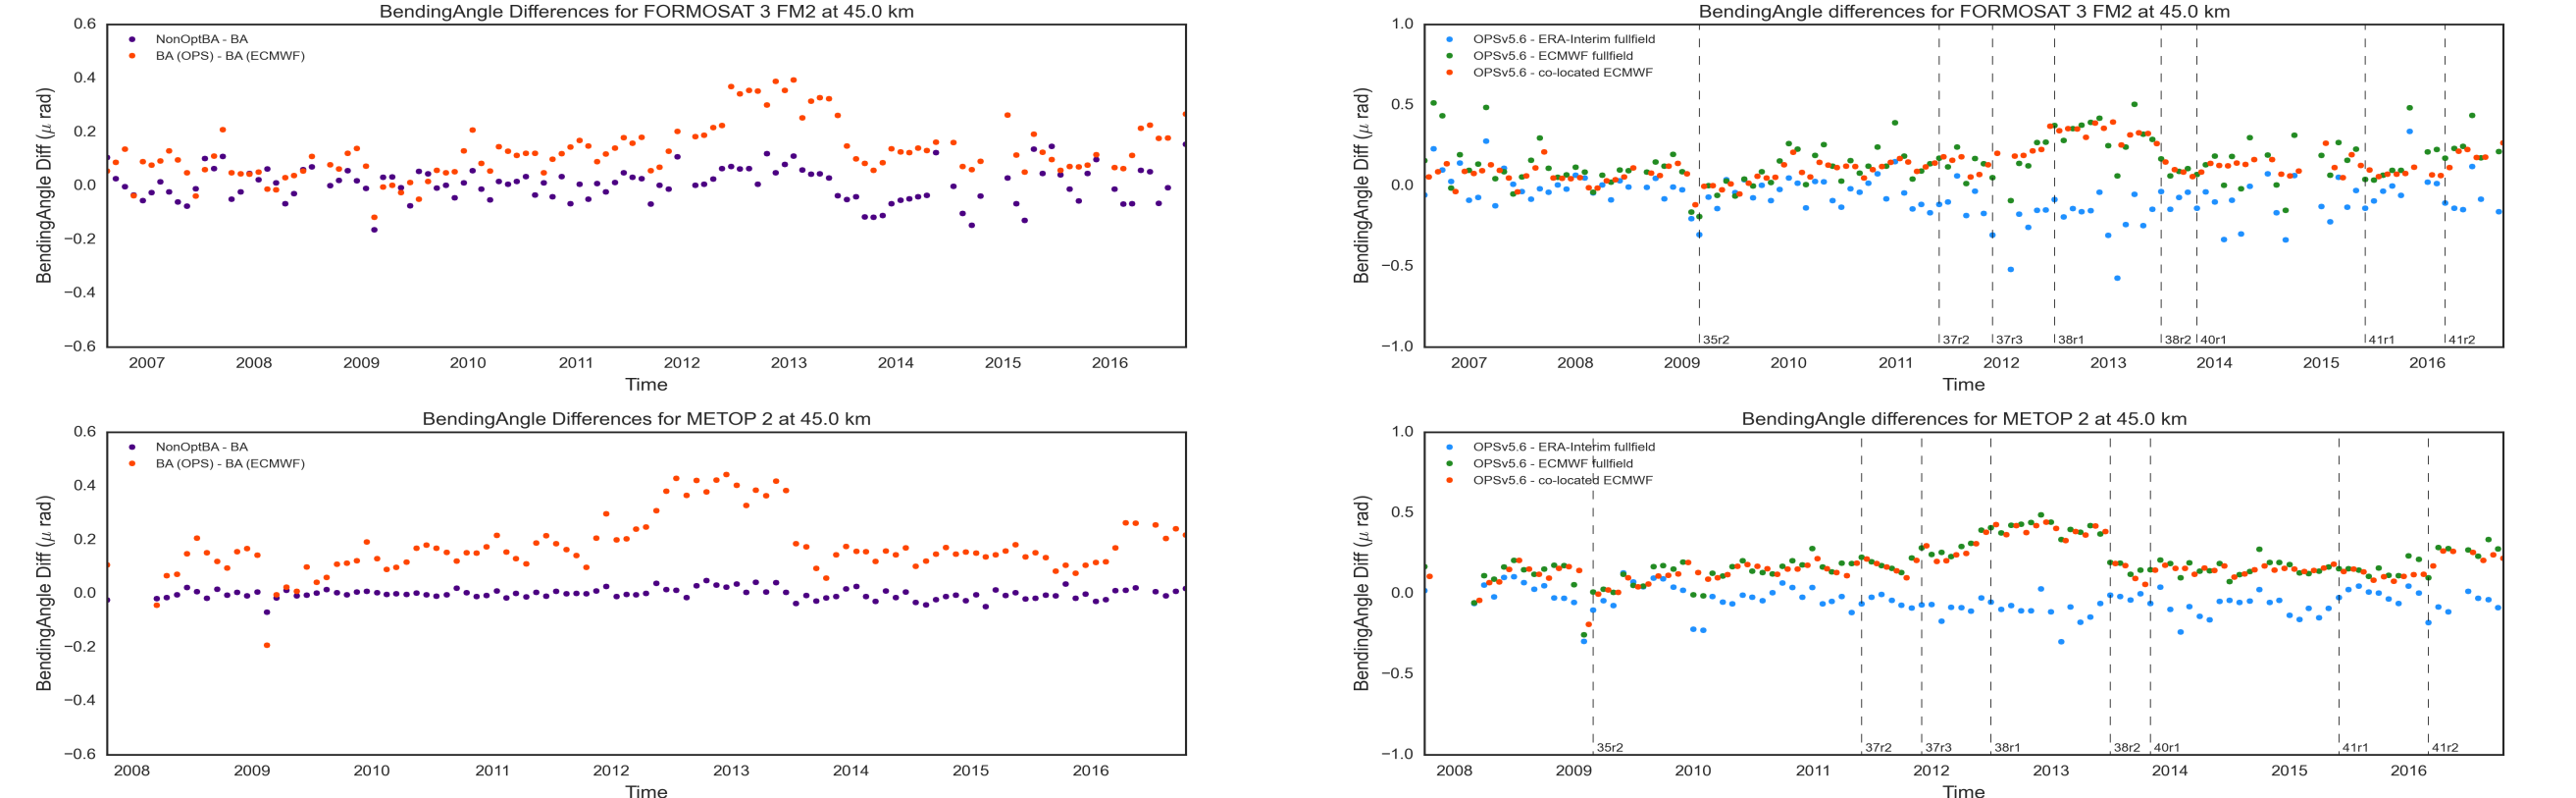 BendingAngle Differences for FORMOSAT 3 FM2 at 45.0 km
NonOptBA - BA
BA (OPS) - BA (ECMWF)
BendingAngle Diff (μ rad)
0.6
0.4
0.2
0.0
−0.2
−0.4
−0.6
2007 2008 2009 2010 2011 2012 2013 2014 2015 2016
Time
BendingAngle differences for FORMOSAT 3 FM2 at 45.0 km
OPSv5.6 - ERA-Interim fullfield
OPSv5.6 - ECMWF fullfield
OPSv5.6 - co-located ECMWF
BendingAngle Diff (μ rad)
1.0
0.5
0.0
−0.5
−1.0
35r2 37r2 37r3 38r1 38r2 40r1 41r1 41r2
2007 2008 2009 2010 2011 2012 2013 2014 2015 2016
Time
BendingAngle Differences for METOP 2 at 45.0 km
NonOptBA - BA
BA (OPS) - BA (ECMWF)
BendingAngle Diff (μ rad)
0.6
0.4
0.2
0.0
−0.2
−0.4
−0.6
2008 2009 2010 2011 2012 2013 2014 2015 2016
Time
BendingAngle differences for METOP 2 at 45.0 km
OPSv5.6 - ERA-Interim fullfield
OPSv5.6 - ECMWF fullfield
OPSv5.6 - co-located ECMWF
BendingAngle Diff (μ rad)
1.0
0.5
0.0
−0.5
−1.0
35r2 37r2 37r3 38r1 38r2 40r1 41r1 41r2
2008 2009 2010 2011 2012 2013 2014 2015 2016
Time